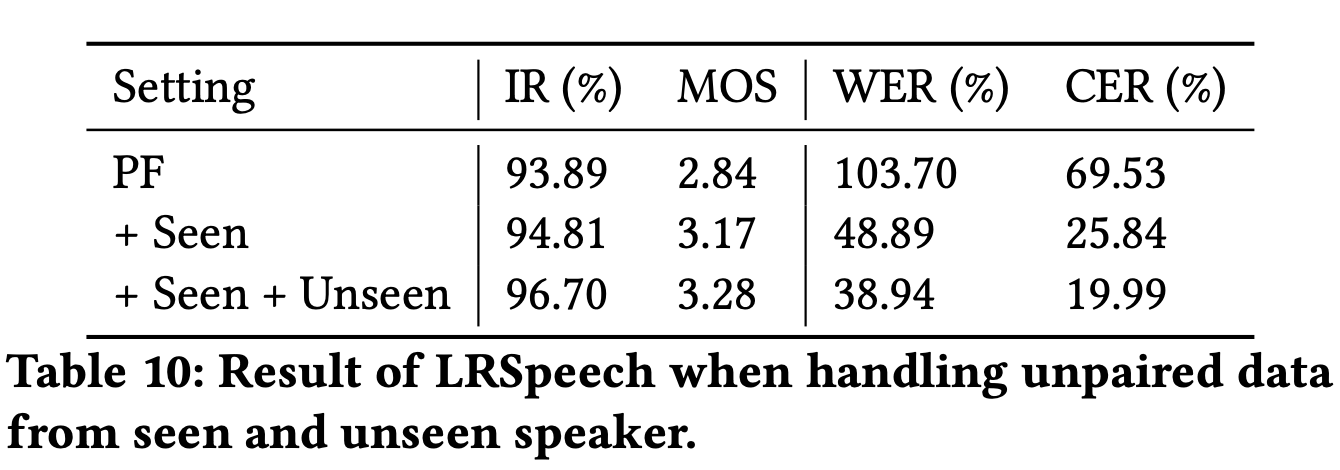 Setting IR (%) MOS WER (%) CER (%)
PF 93.89 2.84 103.70 69.53
+ Seen 94.81 3.17 48.89 25.84
+ Seen + Unseen 96.70 3.28 38.94 19.99
Table 10: Result of LRSpeech when handling unpaired data
from seen and unseen speaker.